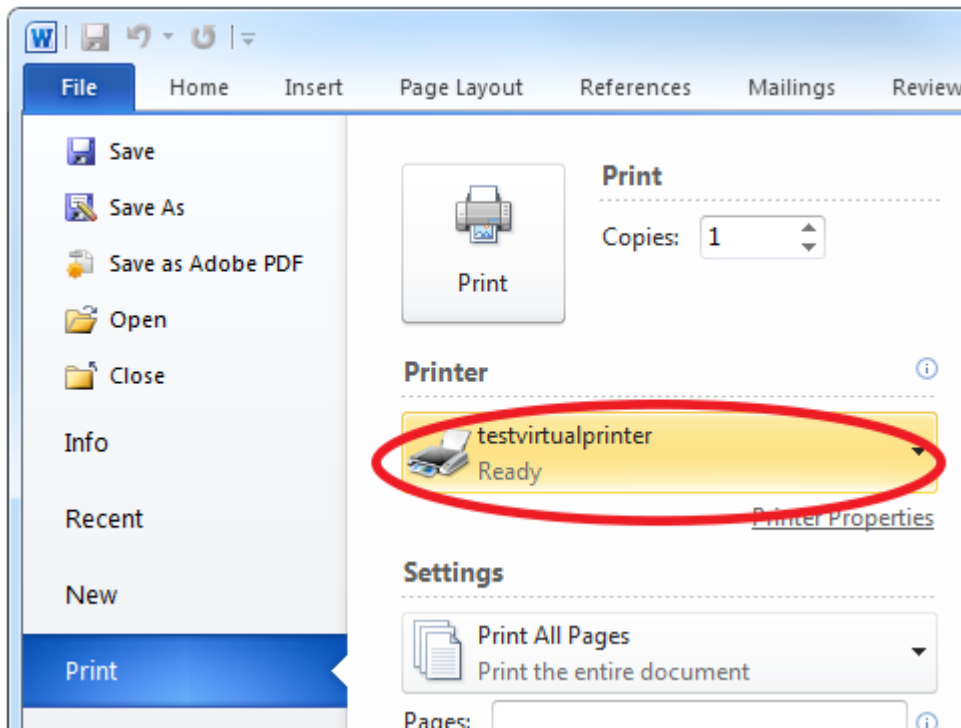 File Home Insert Page Layout References Mailings Review
Save
Save As
Save as Adobe PDF
Open
Close
Info
Recent
New
Print
Print
Print
Copies: 1
Printer
testvirtualprinter
Ready
Printer Properties
Settings
Print All Pages
Print the entire document
Pages: